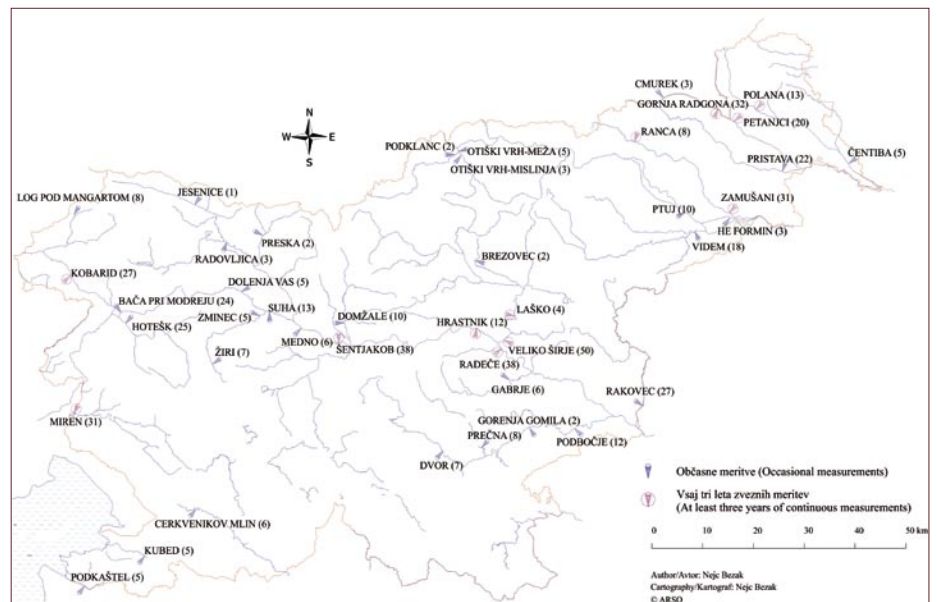 CMUREK (3)
POLANA (13)
GORNJA RADGONA (32)
PETANJCI (20)
RANCA (8)
N
W E
S
PODKLANC (2)
OTIŠKI VRH-MEŽA (5)
OTIŠKI VRH-MISLINJA (3)
ČENTIBA (5)
PRISTAVA (22)
JESENICE (1)
LOG POD MANGARTOM (8)
ZAMUŠANI (31)
PTUJ (10)
HE FORMIN (3)
PRESKA (2)
VIDEM (18)
RADOVLJICA (3)
BREZOVEC (2)
KOBARID (27)
DOLENJA VAS (5)
BAČA PRI MODREJU (24)
SUHA (13)
LAŠKO (4)
ZMINEC (5)
DOMŽALE (10)
HRASTNIK (12)
HOTEŠK (25)
MEDNO (6)
ŠENTJAKOB (38)
VELIKO ŠIRJE (50)
ŽIRI (7)
RADEČE (38)
GABRJE (6)
RAKOVEC (27)
MIREN (31)
GORENJA GOMILA (2)
PREČNA (8)
PODBOČJE (12)
DVOR (7)
Občasne meritve (Occasional measurements)
Vsaj tri leta zveznih meritev
(At least three years of continuous measurements)
CERKVENIKOV MLIN (6)
0 10 20 30 40 50 km
KUBED (5)
PODKAŠTEL (5)
Author/Avtor: Nejc Bezak
Cartography/Kartograf: Nejc Bezak
© ARSO